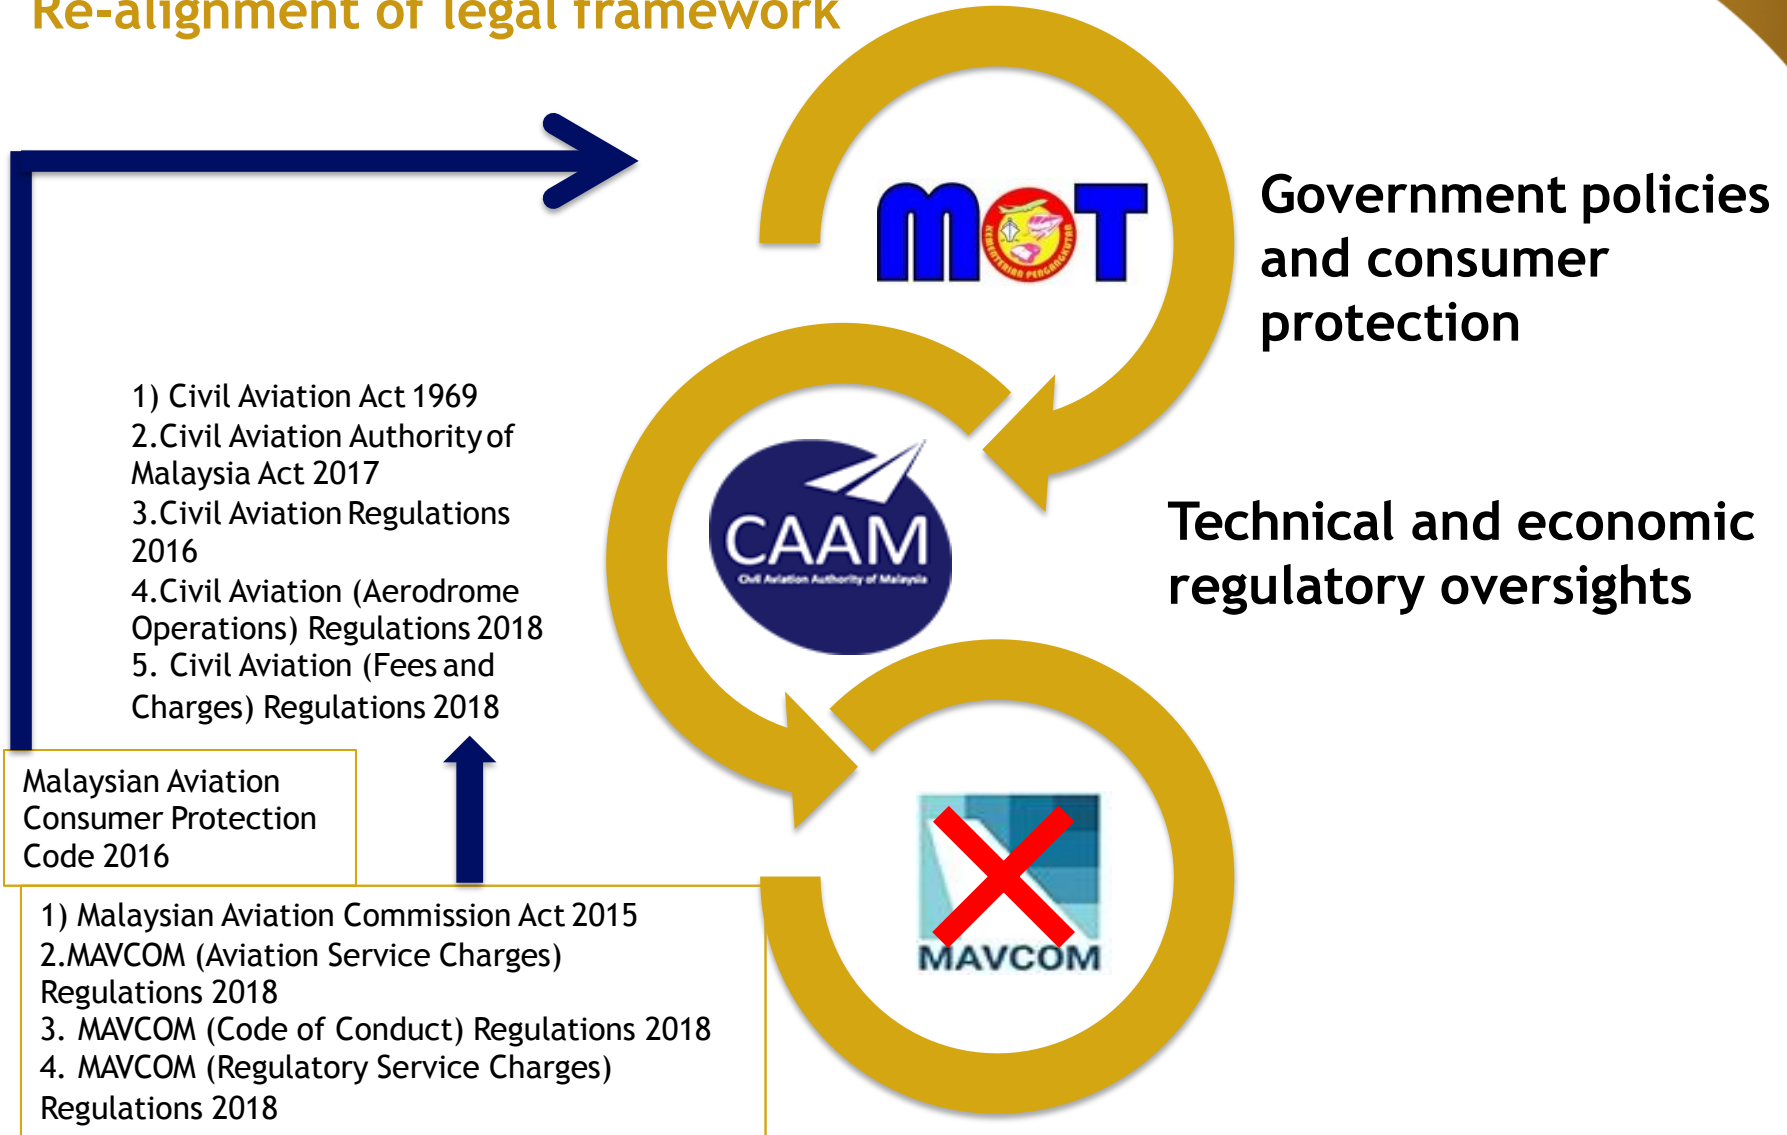 Re-alignment of legal framework
MOT
KEMENTERIAN PENGANGKUTAN
Government policies
and consumer
protection
1) Civil Aviation Act 1969
2.Civil Aviation Authority of
Malaysia Act 2017
3.Civil Aviation Regulations
2016
4.Civil Aviation (Aerodrome
Operations) Regulations 2018
5. Civil Aviation (Fees and
Charges) Regulations 2018
CAAM
Civil Aviation Authority of Malaysia
Technical and economic
regulatory oversights
Malaysian Aviation
Consumer Protection
Code 2016
1) Malaysian Aviation Commission Act 2015
2.MAVCOM (Aviation Service Charges)
Regulations 2018
3. MAVCOM (Code of Conduct) Regulations 2018
4. MAVCOM (Regulatory Service Charges)
Regulations 2018
MAVCOM